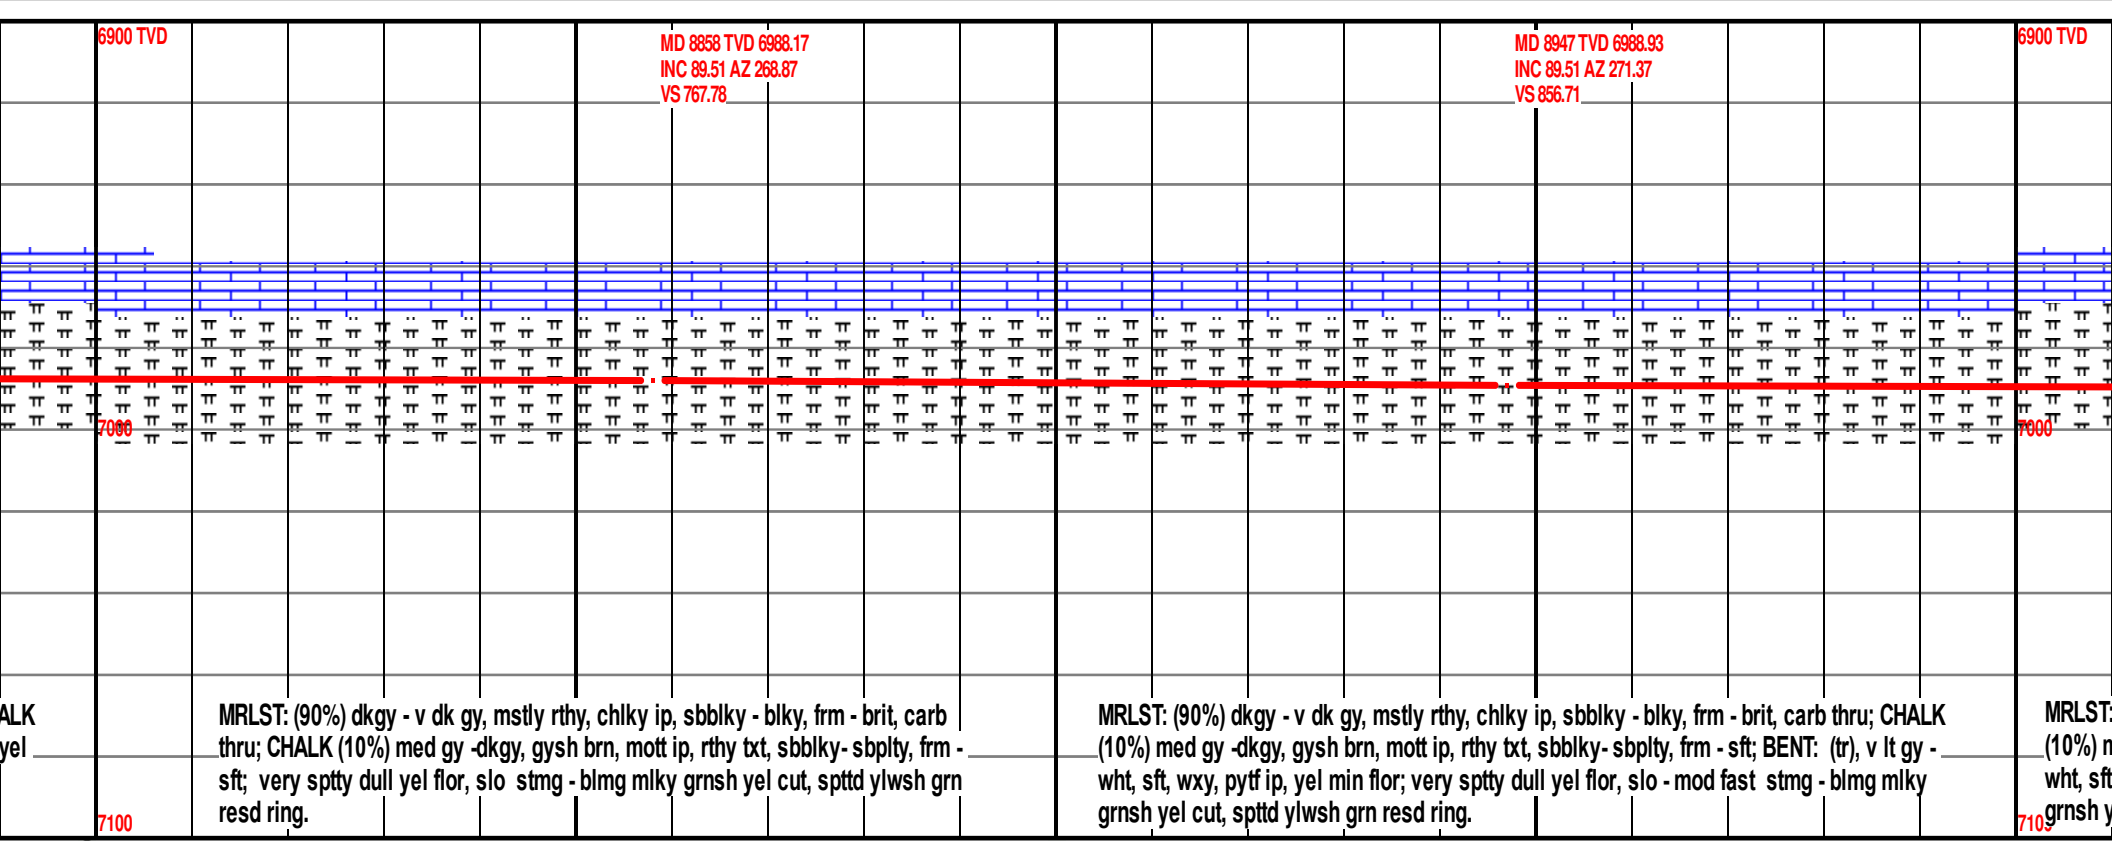 6900 TVD
MD 8858 TVD 6988.17
INC 89.51 AZ 268.87
VS 767.78
MD 8947 TVD 6988.93
INC 89.51 AZ 271.37
VS 856.71
6900 TVD
7000
7000
ALK
yel
MRLST: (90%) dkgy - v dk gy, mstly rthy, chlky ip, sbblky - blky, frm - brit, carb
thru; CHALK (10%) med gy -dkgy, gysh brn, mott ip, rthy txt, sbblky- sbplty, frm -
sft;  very sptty dull yel flor, slo  stmg - blmg mlky grnsh yel cut, spttd ylwsh grn
resd ring.
MRLST: (90%) dkgy - v dk gy, mstly rthy, chlky ip, sbblky - blky, frm - brit, carb thru; CHALK
(10%) med gy -dkgy, gysh brn, mott ip, rthy txt, sbblky- sbplty, frm - sft; BENT:  (tr), v lt gy -
wht, sft, wxy, pytf ip, yel min flor; very sptty dull yel flor, slo - mod fast  stmg - blmg mlky
grnsh yel cut, spttd ylwsh grn resd ring.
MRLST:
(10%) m
wht, sft
grnsh y
7100
710